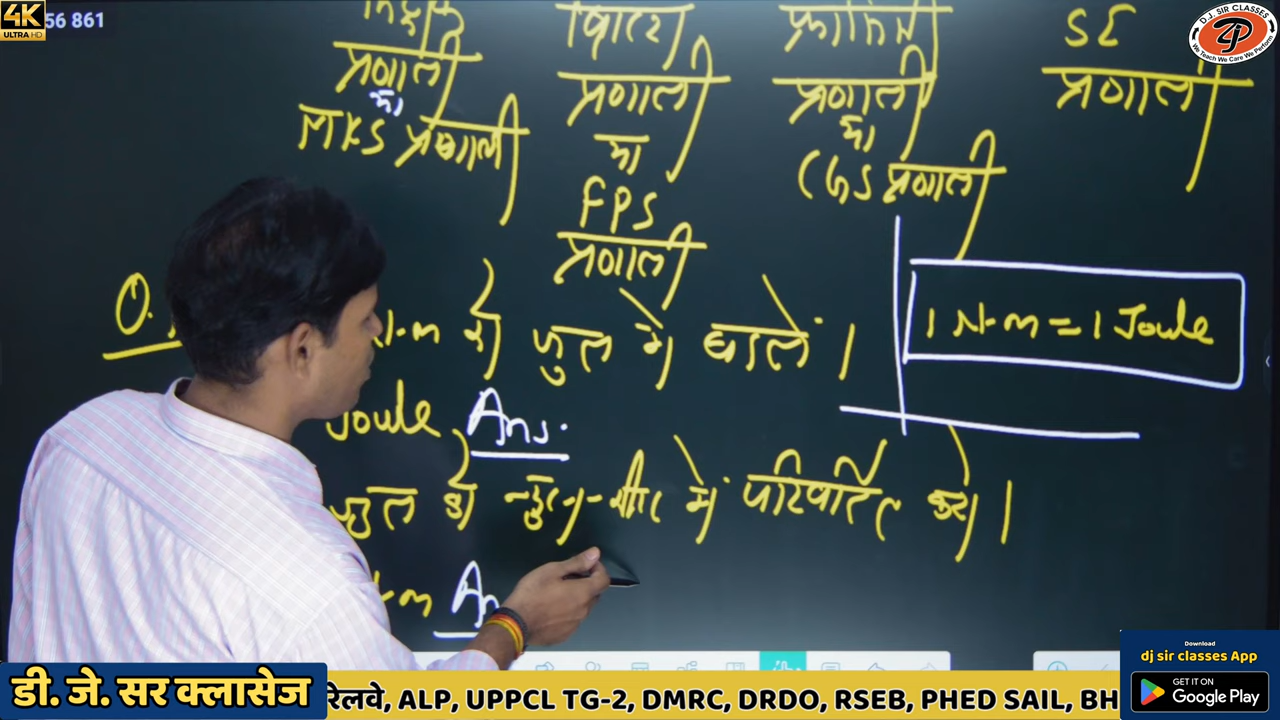 4K
ULTRA HD
56 861
D.J. SIR CLASSES
We Teach We Care We Perform
ब्रिटिश
SI
प्रणाली
प्रणाली
प्रणाली
प्रणाली
या
या
या
MKS प्रणाली
CGS प्रणाली
FPS
प्रणाली
Q.
N-m को जुल में बदलें।
1 N-m = 1 Joule
Joule Ans.
जुल को न्यूटन-मीटर में परिवर्तित करो।
N-m An
डी. जे. सर क्लासेज
रेलवे, ALP, UPPCL TG-2, DMRC, DRDO, RSEB, PHED SAIL, BH
Download
dj sir classes App
GET IT ON
Google Play